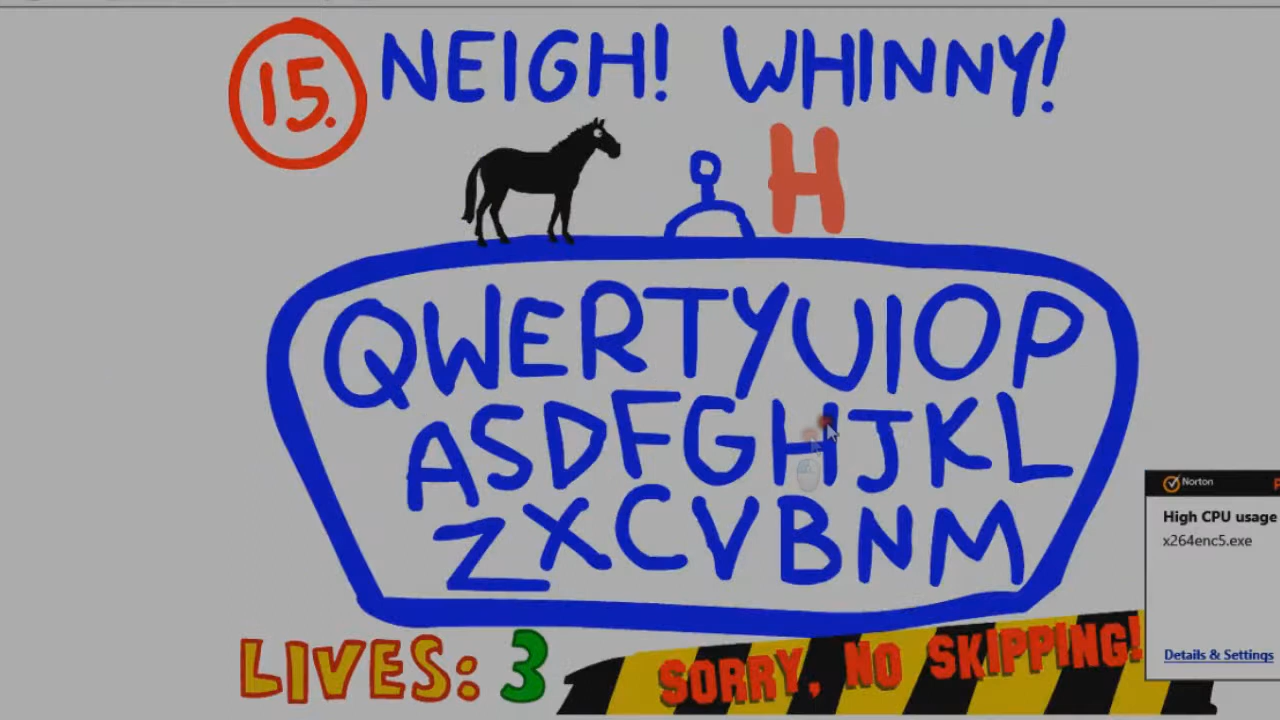 15. NEIGH! WHINNY!
H
QWERTYUIOP
ASDFGHJKL
ZXCVBNM
LIVES: 3
SORRY, NO SKIPPING!
Norton
High CPU usage
x264enc5.exe
Details & Settings